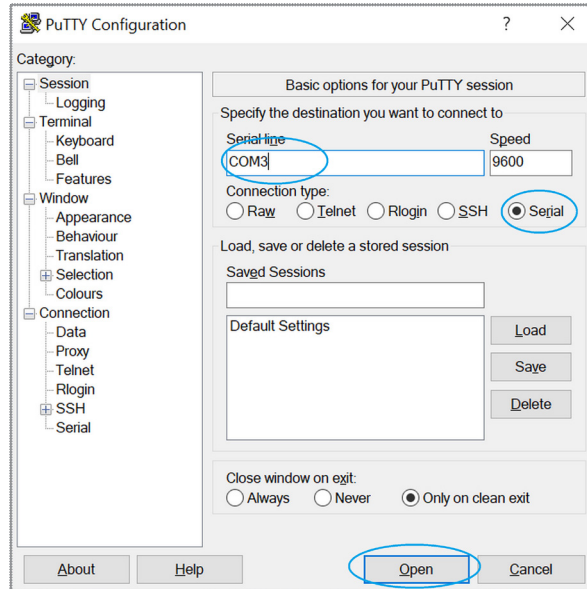 PuTTY Configuration
?
Category:
Session
Logging
Terminal
Keyboard
Bell
Features
Window
Appearance
Behaviour
Translation
Selection
Colours
Connection
Data
Proxy
Telnet
Rlogin
SSH
Serial
Basic options for your PuTTY session
Specify the destination you want to connect to
Serial line Speed
COM3 9600
Connection type:
Raw Telnet Rlogin SSH Serial
Load, save or delete a stored session
Saved Sessions
Default Settings
Load
Save
Delete
Close window on exit:
Always Never Only on clean exit
About Help Open Cancel